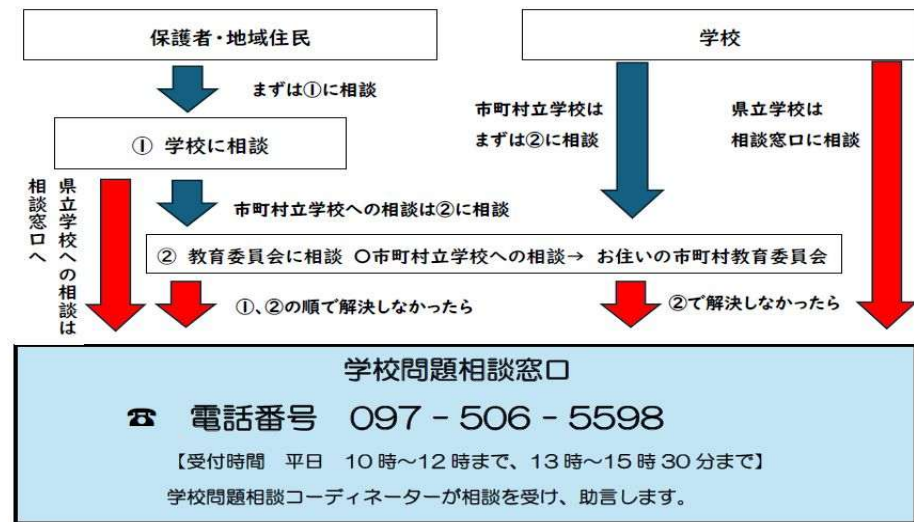 保護者・地域住民
学校
まずは①に相談
市町村立学校は
まずは②に相談
県立学校は
相談窓口に相談
① 学校に相談
県立学校への相談は
相談窓口へ
市町村立学校への相談は②に相談
② 教育委員会に相談 〇市町村立学校への相談→ お住いの市町村教育委員会
①、②の順で解決しなかったら
②で解決しなかったら
学校問題相談窓口
☎ 電話番号 097-506-5598
【受付時間 平日 10時~12時まで、13時~15時30分まで】
学校問題相談コーディネーターが相談を受け、助言します。